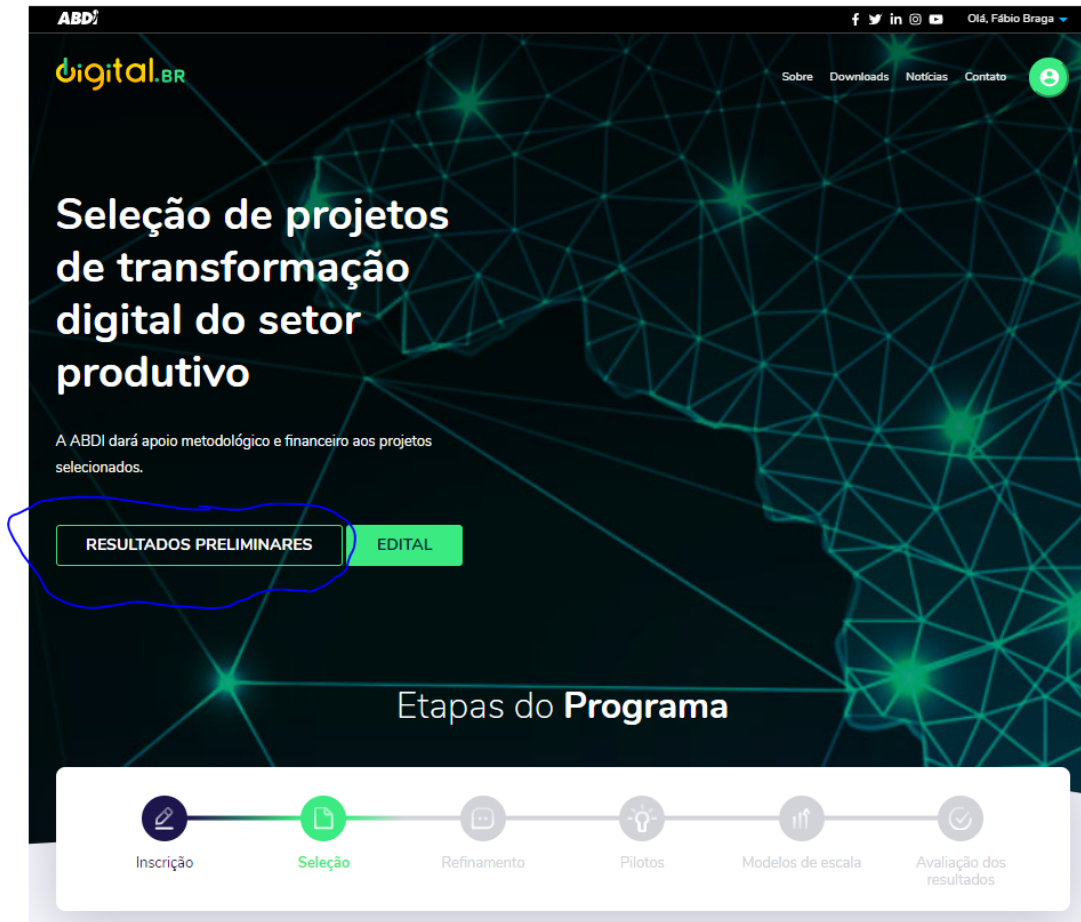 ABDi
Olá, Fábio Braga
digital.BR
Sobre Downloads Notícias Contato
Seleção de projetos
de transformação
digital do setor
produtivo
A ABDI dará apoio metodológico e financeiro aos projetos
selecionados.
RESULTADOS PRELIMINARES EDITAL
Etapas do Programa
Inscrição Seleção Refinamento Pilotos Modelos de escala Avaliação dos
resultados